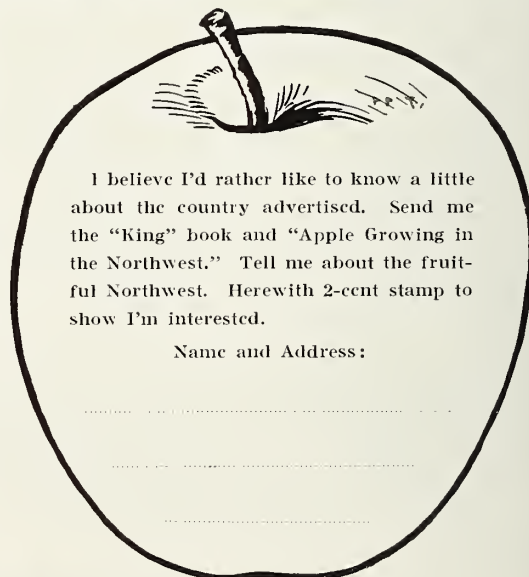 I believe I'd rather like to know a little
about the country advertised. Send me
the “King” book and “Apple Growing in
the Northwest.” Tell me about the fruit-
ful Northwest. Herewith 2-cent stamp to
show I'm interested.
Name and Address: